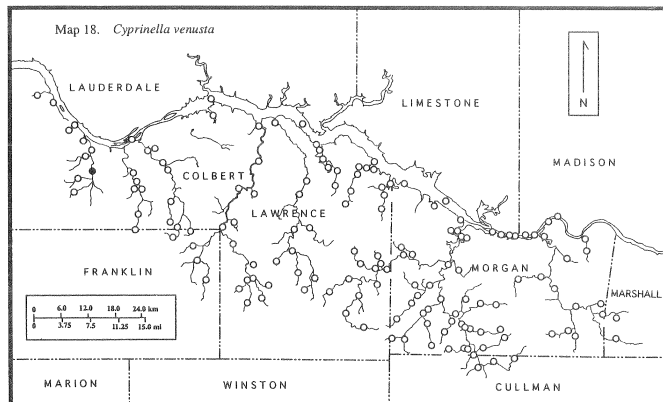 Map 18. Cyprinella venusta
LAUDERDALE
LIMESTONE
N
MADISON
COLBERT
LAWRENCE
FRANKLIN
MORGAN
MARSHALL
0 6.0 12.0 18.0 24.0 km
0 3.75 7.5 11.25 15.0 mi
MARION
WINSTON
CULLMAN